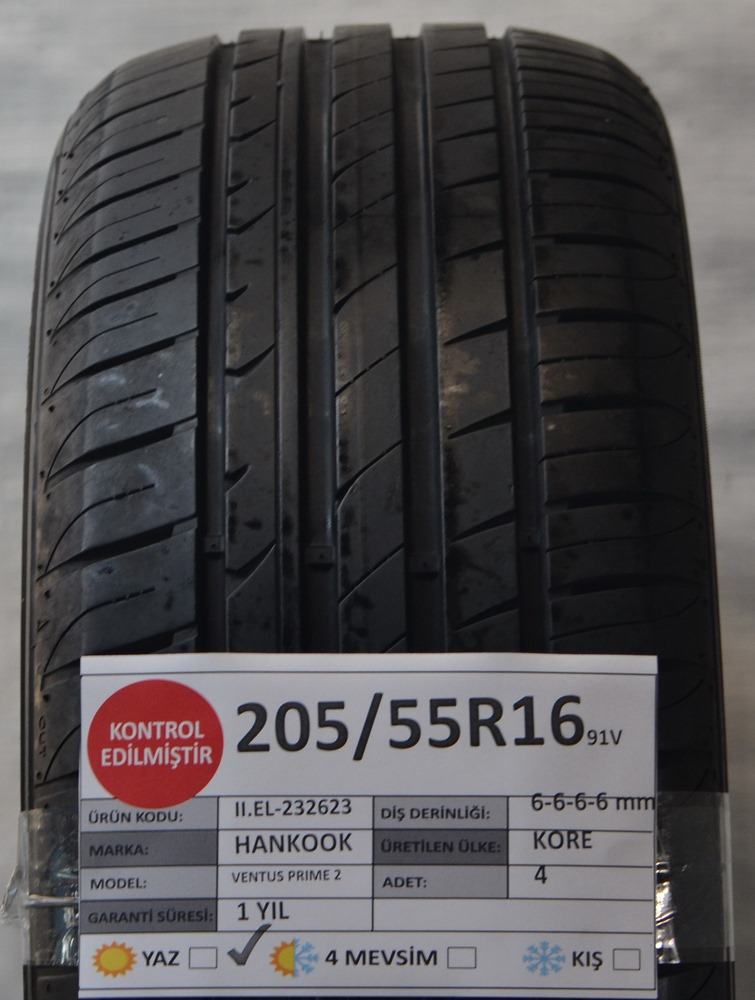 KONTROL
EDİLMİŞTİR
205/55R16 91V
ÜRÜN KODU: II.EL-232623 DİŞ DERİNLİĞİ: 6-6-6-6 mm
MARKA: HANKOOK ÜRETİLEN ÜLKE: KORE
MODEL: VENTUS PRIME 2 ADET: 4
GARANTİ SÜRESİ: 1 YIL
YAZ 4 MEVSİM KIŞ